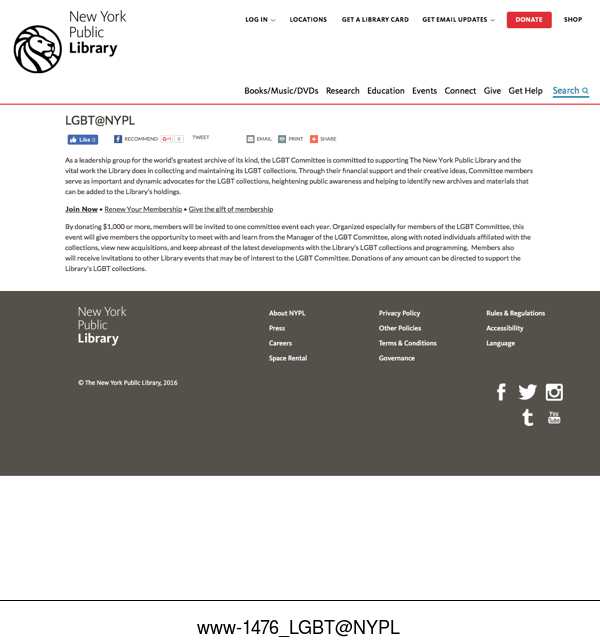 New York
Public
Library
LOG IN
LOCATIONS
GET A LIBRARY CARD
GET EMAIL UPDATES
DONATE
SHOP
Books/Music/DVDs
Research
Education
Events
Connect
Give
Get Help
Search
LGBT@NYPL
Like 0
RECOMMEND
G+1 0
TWEET
EMAIL
PRINT
SHARE
As a leadership group for the world's greatest archive of its kind, the LGBT Committee is committed to supporting The New York Public Library and the
vital work the Library does in collecting and maintaining its LGBT collections. Through their financial support and their creative ideas, Committee members
serve as important and dynamic advocates for the LGBT collections, heightening public awareness and helping to identify new archives and materials that
can be added to the Library's holdings.
Join Now • Renew Your Membership • Give the gift of membership
By donating $1,000 or more, members will be invited to one committee event each year. Organized especially for members of the LGBT Committee, this
event will give members the opportunity to meet with and learn from the Manager of the LGBT Committee, along with noted individuals affiliated with the
collections, view new acquisitions, and keep abreast of the latest developments with the Library's LGBT collections and programming. Members also
will receive invitations to other Library events that may be of interest to the LGBT Committee. Donations of any amount can be directed to support the
Library's LGBT collections.
New York
Public
Library
About NYPL
Privacy Policy
Rules & Regulations
Press
Other Policies
Accessibility
Careers
Terms & Conditions
Language
Space Rental
Governance
© The New York Public Library, 2016
You
Tube
www-1476_LGBT@NYPL